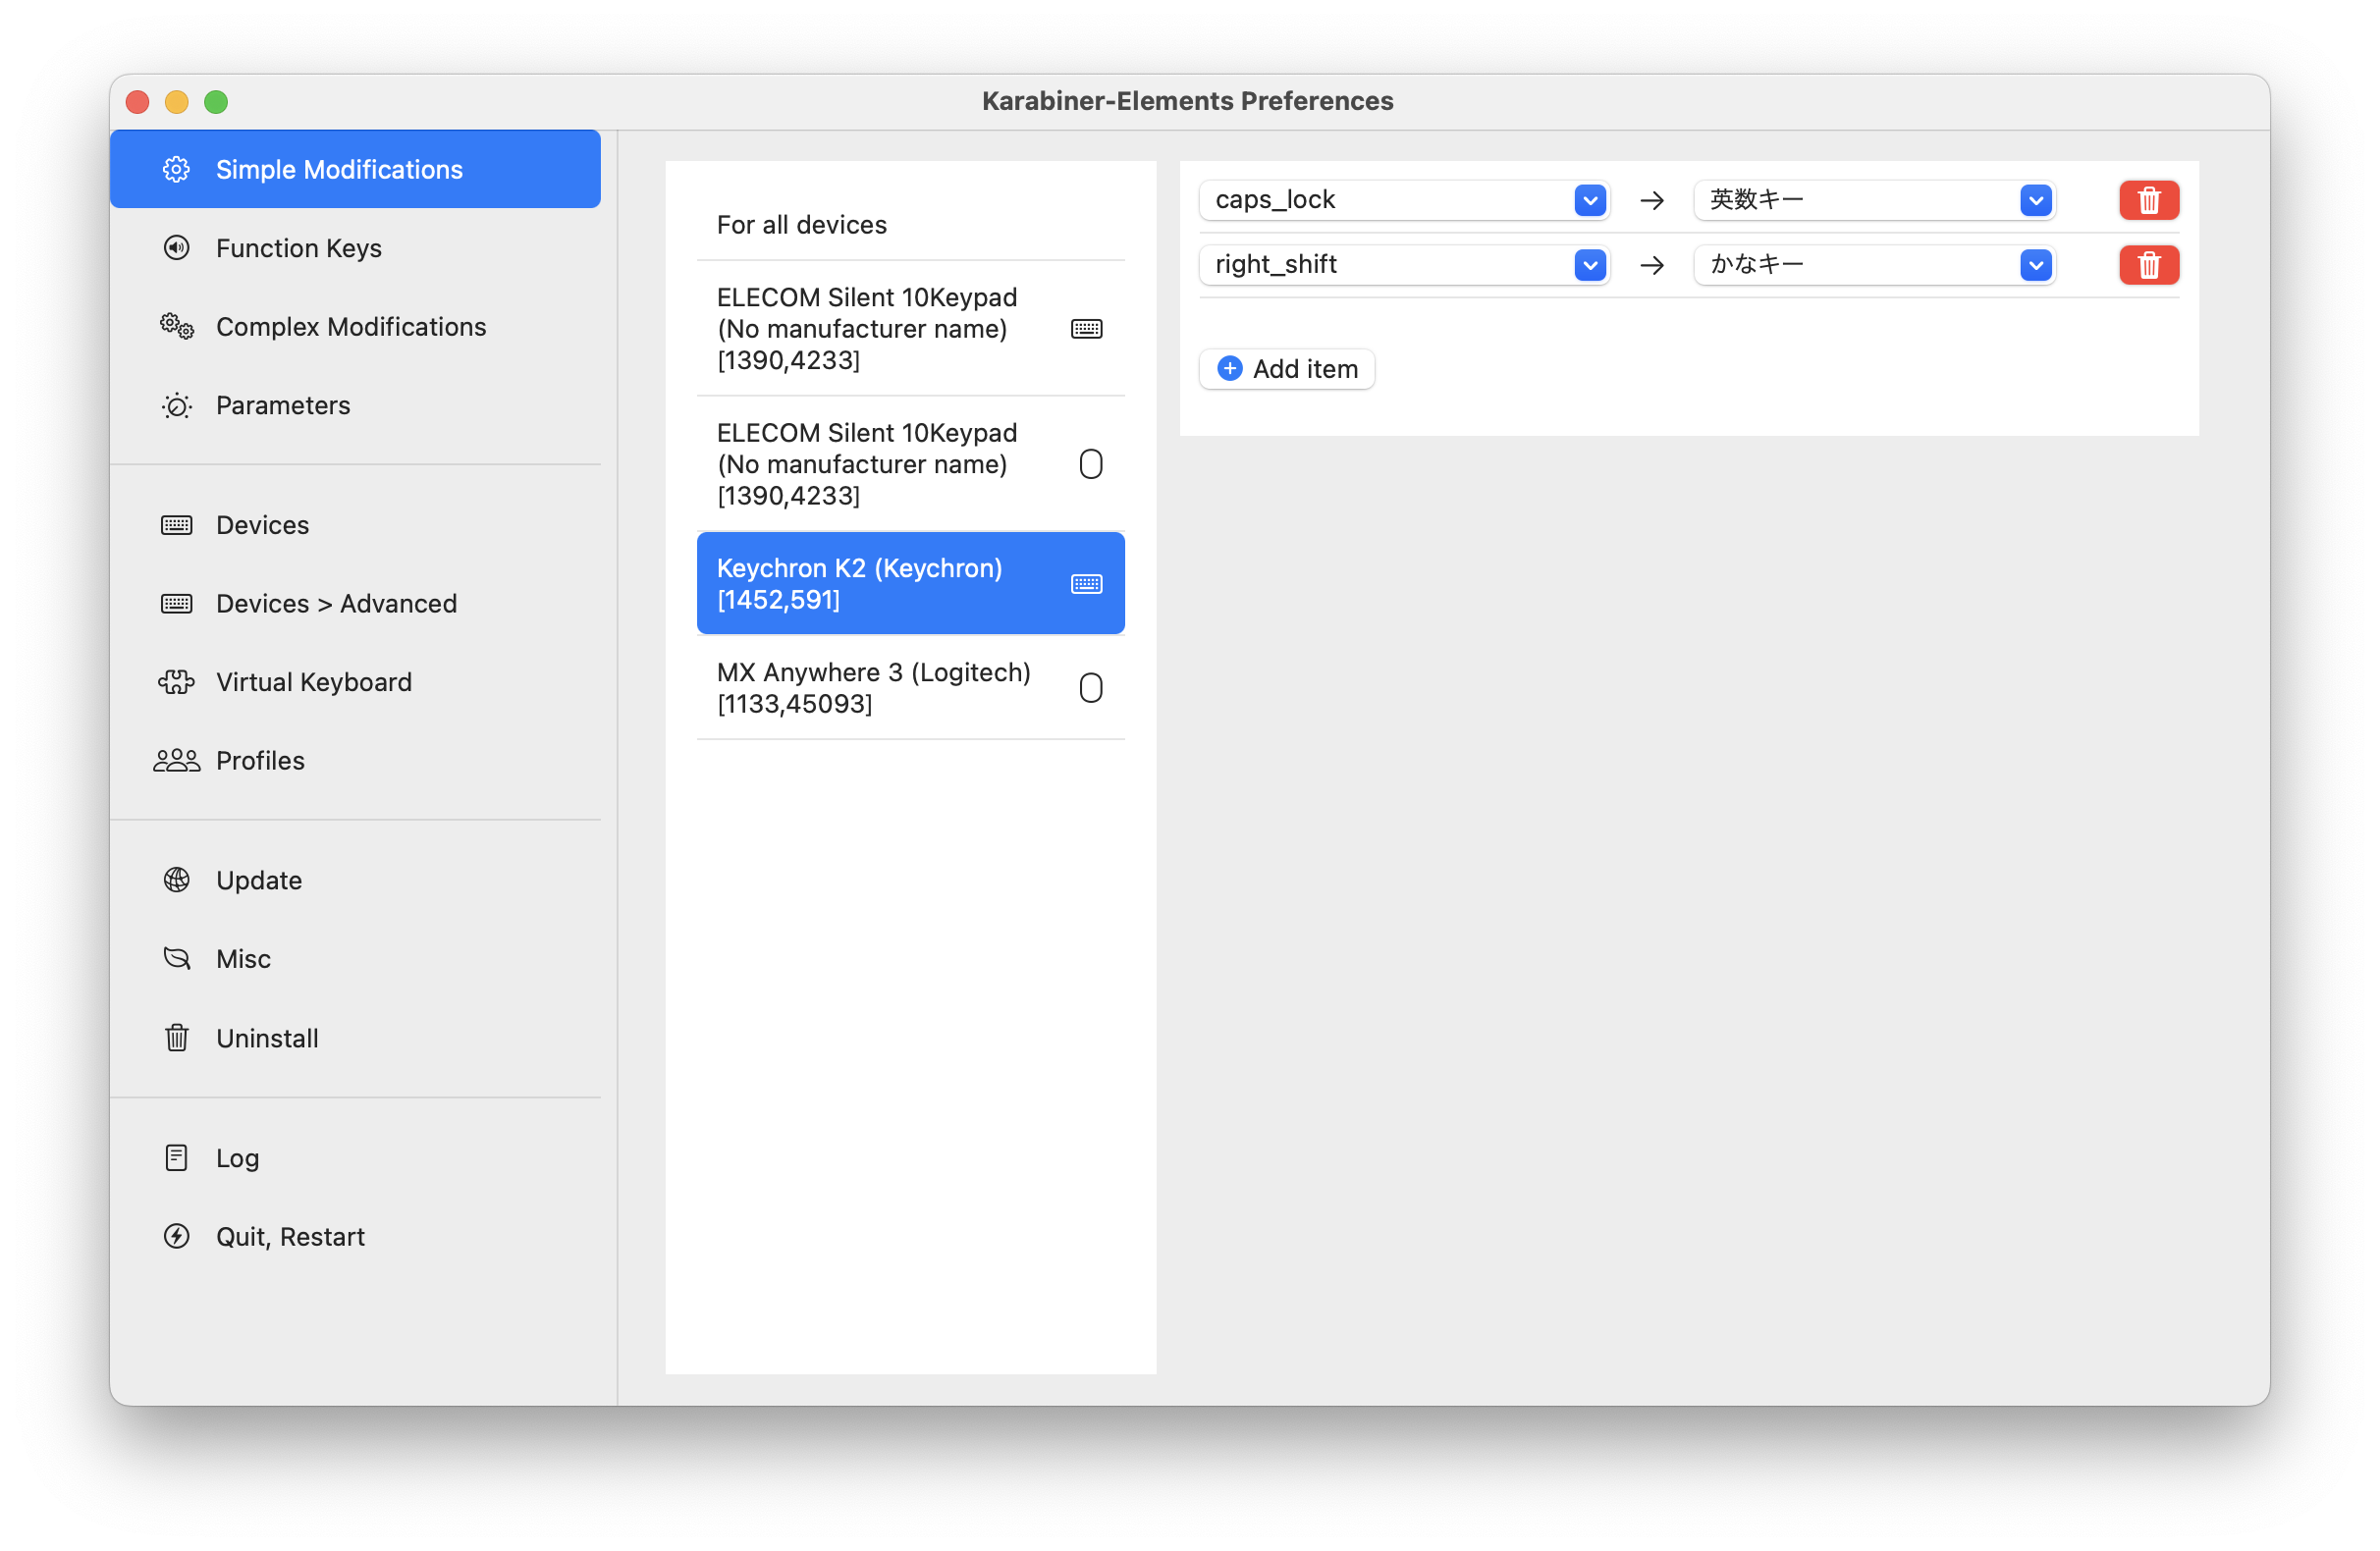 Karabiner-Elements Preferences
Simple Modifications
Function Keys
Complex Modifications
Parameters
Devices
Devices > Advanced
Virtual Keyboard
Profiles
Update
Misc
Uninstall
Log
Quit, Restart
For all devices
ELECOM Silent 10Keypad
(No manufacturer name)
[1390,4233]
ELECOM Silent 10Keypad
(No manufacturer name)
[1390,4233]
Keychron K2 (Keychron)
[1452,591]
MX Anywhere 3 (Logitech)
[1133,45093]
caps_lock → 英数キー
right_shift → かなキー
Add item